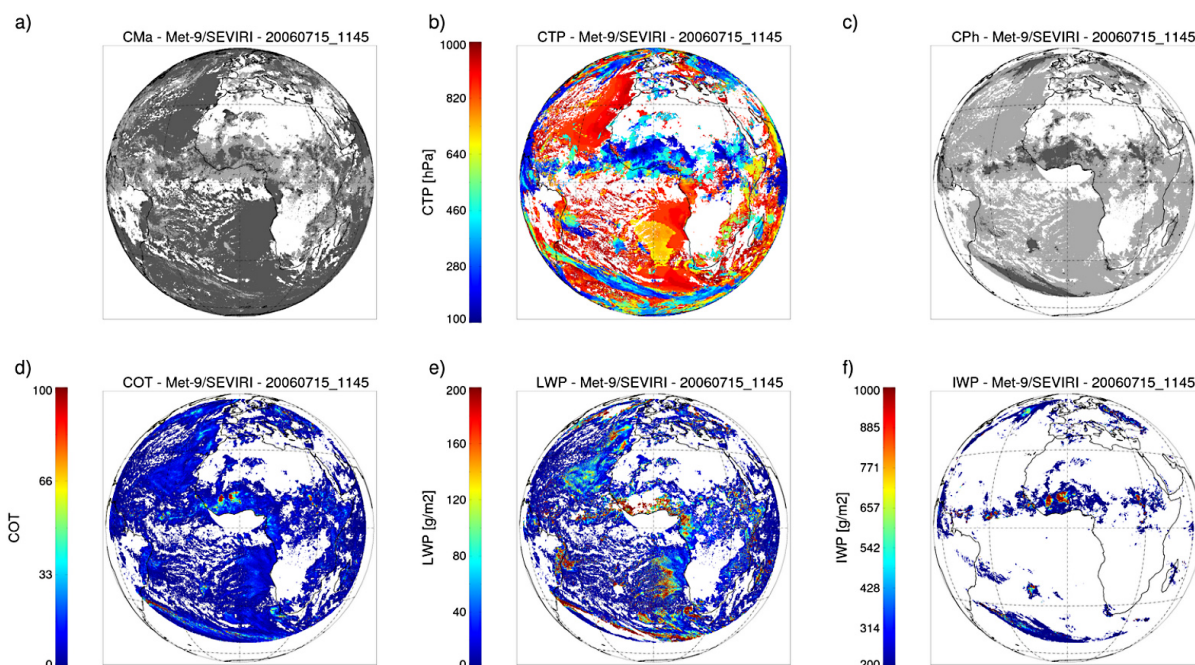 a)
CMa - Met-9/SEVIRI - 20060715_1145
b)
CTP - Met-9/SEVIRI - 20060715_1145
1000
820
640
460
280
100
CTP [hPa]
c)
CPh - Met-9/SEVIRI - 20060715_1145
d)
COT - Met-9/SEVIRI - 20060715_1145
100
66
33
0
COT
e)
LWP - Met-9/SEVIRI - 20060715_1145
200
160
120
80
40
0
LWP [g/m2]
f)
IWP - Met-9/SEVIRI - 20060715_1145
1000
885
771
657
542
428
314
200
IWP [g/m2]